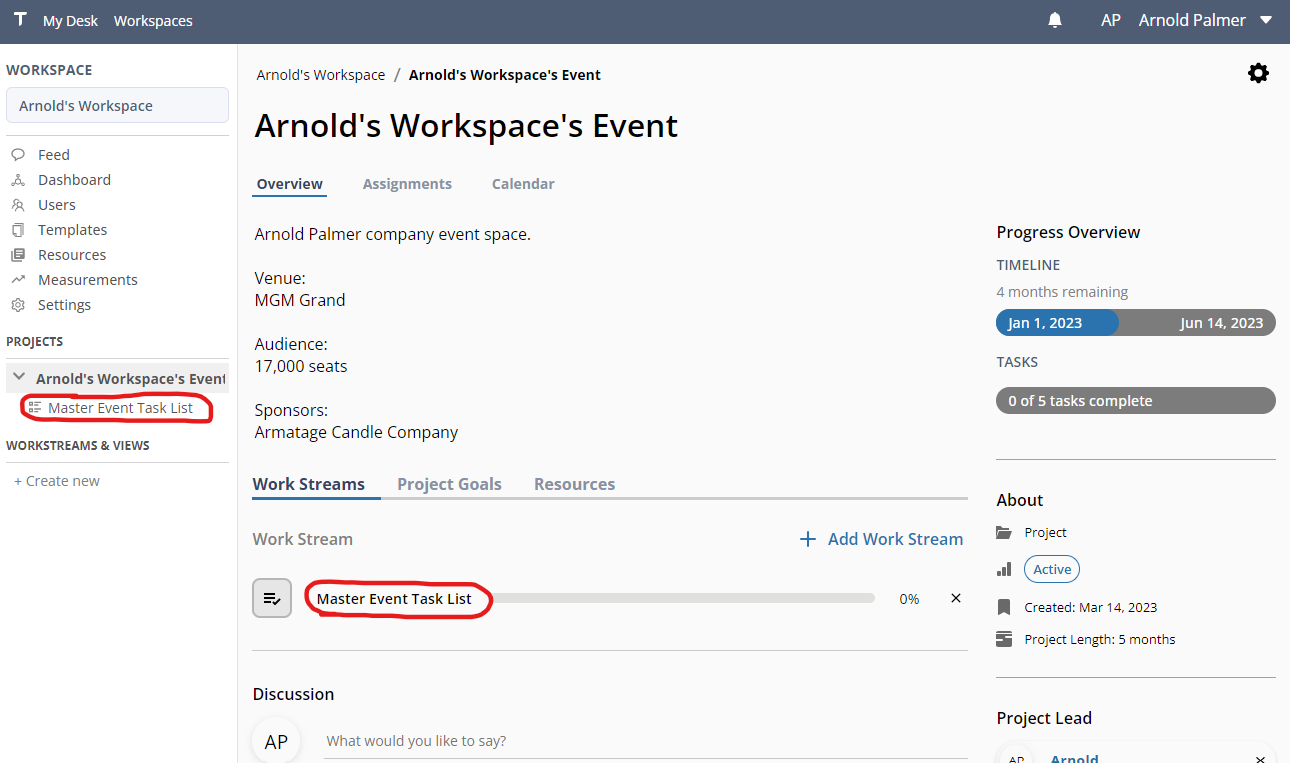 T My Desk Workspaces AP Arnold Palmer
WORKSPACE
Arnold's Workspace
Feed
Dashboard
Users
Templates
Resources
Measurements
Settings
PROJECTS
Arnold's Workspace's Event
Master Event Task List
WORKSTREAMS & VIEWS
+ Create new
Arnold's Workspace / Arnold's Workspace's Event
Arnold's Workspace's Event
Overview Assignments Calendar
Arnold Palmer company event space.
Venue:
MGM Grand
Audience:
17,000 seats
Sponsors:
Armatage Candle Company
Work Streams Project Goals Resources
Work Stream + Add Work Stream
Master Event Task List 0% ×
Discussion
AP What would you like to say?
Progress Overview
TIMELINE
4 months remaining
Jan 1, 2023 Jun 14, 2023
TASKS
0 of 5 tasks complete
About
Project
Active
Created: Mar 14, 2023
Project Length: 5 months
Project Lead
AP Arnold ×